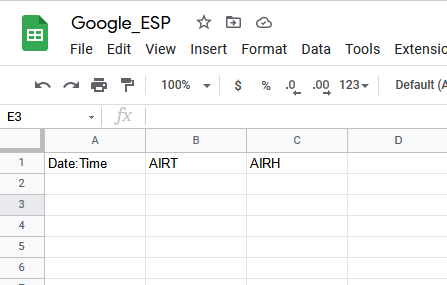 Google_ESP
File Edit View Insert Format Data Tools Extensio
100% $ % .0 .00 123 Default (A
E3 fx
A B C D
1 Date:Time AIRT AIRH
2
3
4
5
6